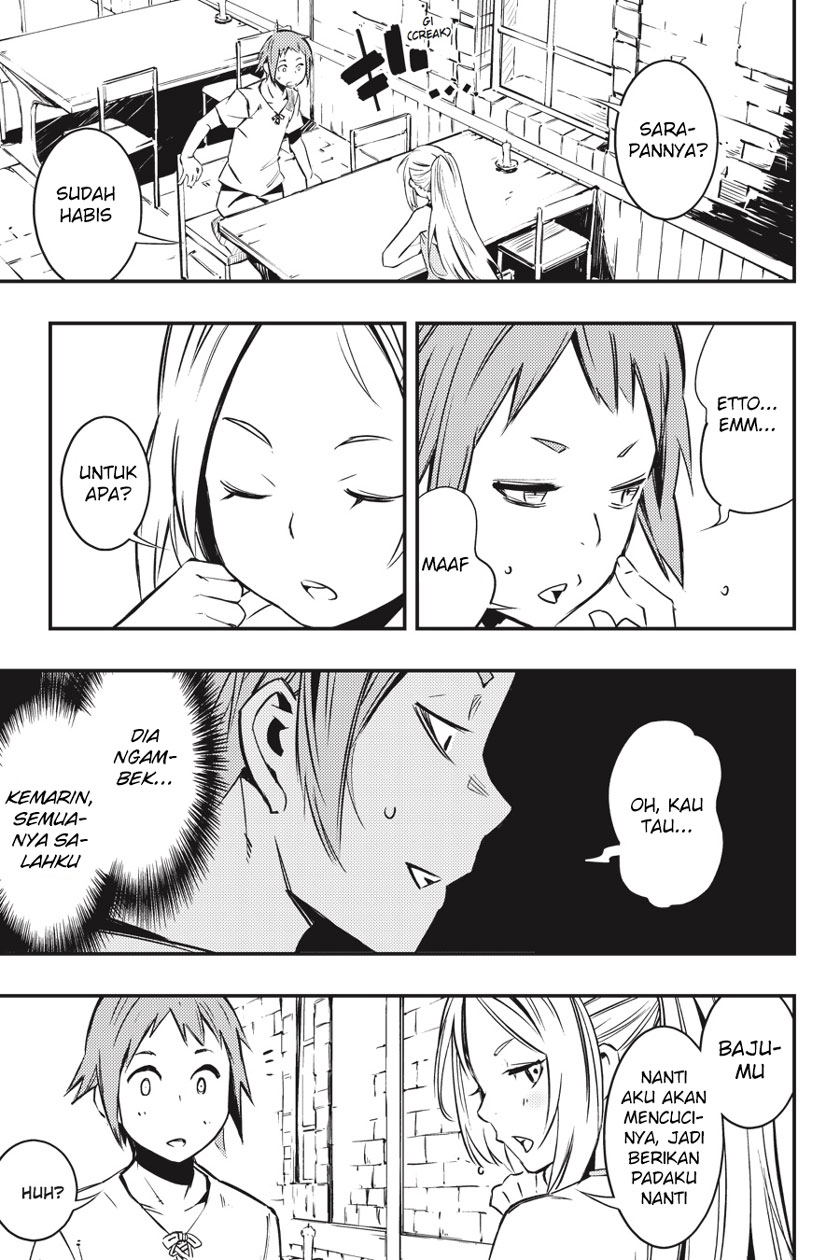 GI
(CREAK)
SARA-
PANNYA?
SUDAH
HABIS
ETTO...
EMM...
MAAF
UNTUK
APA?
OH, KAU
TAU...
DIA
NGAM-
BEK...
KEMARIN,
SEMUA-
NYA SA-
LAHKU
BAJU-
MU
NANTI
AKU AKAN
MENCUCI-
NYA, JADI
BERIKAN
PADAKU
NANTI
HUH?